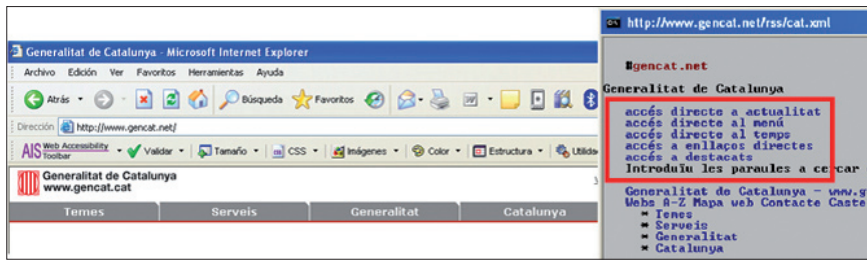 Generalitat de Catalunya - Microsoft Internet Explorer
Archivo Edición Ver Favoritos Herramientas Ayuda
Atrás Búsqueda Favoritos
Dirección http://www.gencat.net/
AIS Web Accessibility Toolbar Validar Tamaño CSS Imágenes Color Estructura Utilida
Generalitat de Catalunya
www.gencat.cat
Temes Serveis Generalitat Catalunya
http://www.gencat.net/rss/cat.xml
gencat.net
Generalitat de Catalunya
accés directe a actualitat
accés directe al menú
accés directe al temps
accés a enllaços directes
accés a destacats
Introduïu les paraules a cercar
Generalitat de Catalunya - www.g
Webs A-Z Mapa web Contacte Caste
* Temes
* Serveis
* Generalitat
* Catalunya